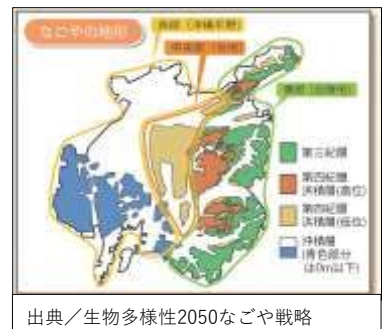 なごやの地形
西部（沖積平野）
中央部（台地）
東部（丘陵地）
第三紀層
第四紀層
洪積層(高位)
第四紀層
洪積層(低位)
沖積層
(青色部分
は0m以下)
出典／生物多様性2050なごや戦略